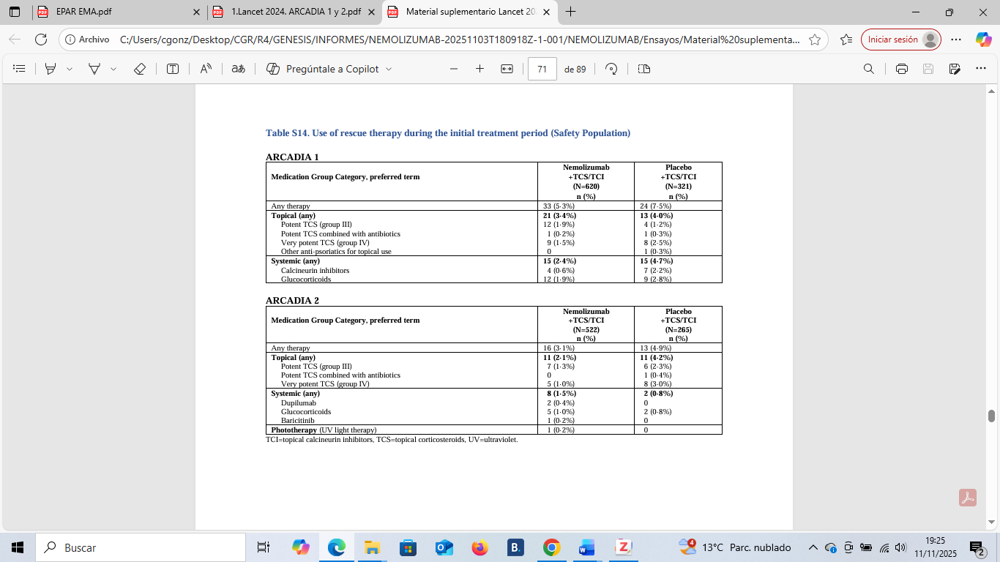 EPAR EMA.pdf
1.Lancet 2024. ARCADIA 1 y 2.pdf
Material suplementario Lancet 20
Archivo
C:/Users/cgonz/Desktop/CGR/R4/GENESIS/INFORMES/NEMOLIZUMAB-20251103T180918Z-1-001/NEMOLIZUMAB/Ensayos/Material%20suplementa...
Iniciar sesión
Pregúntale a Copilot
71 de 89
Table S14. Use of rescue therapy during the initial treatment period (Safety Population)
ARCADIA 1
Medication Group Category, preferred term
Nemolizumab
+TCS/TCI
(N=620)
n (%)
Placebo
+TCS/TCI
(N=321)
n (%)
Any therapy 33 (5·3%) 24 (7·5%)
Topical (any) 21 (3·4%) 13 (4·0%)
Potent TCS (group III) 12 (1·9%) 4 (1·2%)
Potent TCS combined with antibiotics 1 (0·2%) 1 (0·3%)
Very potent TCS (group IV) 9 (1·5%) 8 (2·5%)
Other anti-psoriatics for topical use 0 1 (0·3%)
Systemic (any) 15 (2·4%) 15 (4·7%)
Calcineurin inhibitors 4 (0·6%) 7 (2·2%)
Glucocorticoids 12 (1·9%) 9 (2·8%)
ARCADIA 2
Medication Group Category, preferred term
Nemolizumab
+TCS/TCI
(N=522)
n (%)
Placebo
+TCS/TCI
(N=265)
n (%)
Any therapy 16 (3·1%) 13 (4·9%)
Topical (any) 11 (2·1%) 11 (4·2%)
Potent TCS (group III) 7 (1·3%) 6 (2·3%)
Potent TCS combined with antibiotics 0 1 (0·4%)
Very potent TCS (group IV) 5 (1·0%) 8 (3·0%)
Systemic (any) 8 (1·5%) 2 (0·8%)
Dupilumab 2 (0·4%) 0
Glucocorticoids 5 (1·0%) 2 (0·8%)
Baricitinib 1 (0·2%) 0
Phototherapy (UV light therapy) 1 (0·2%) 0
TCI=topical calcineurin inhibitors, TCS=topical corticosteroids, UV=ultraviolet.
Buscar
4
13°C Parc. nublado
19:25
11/11/2025
2